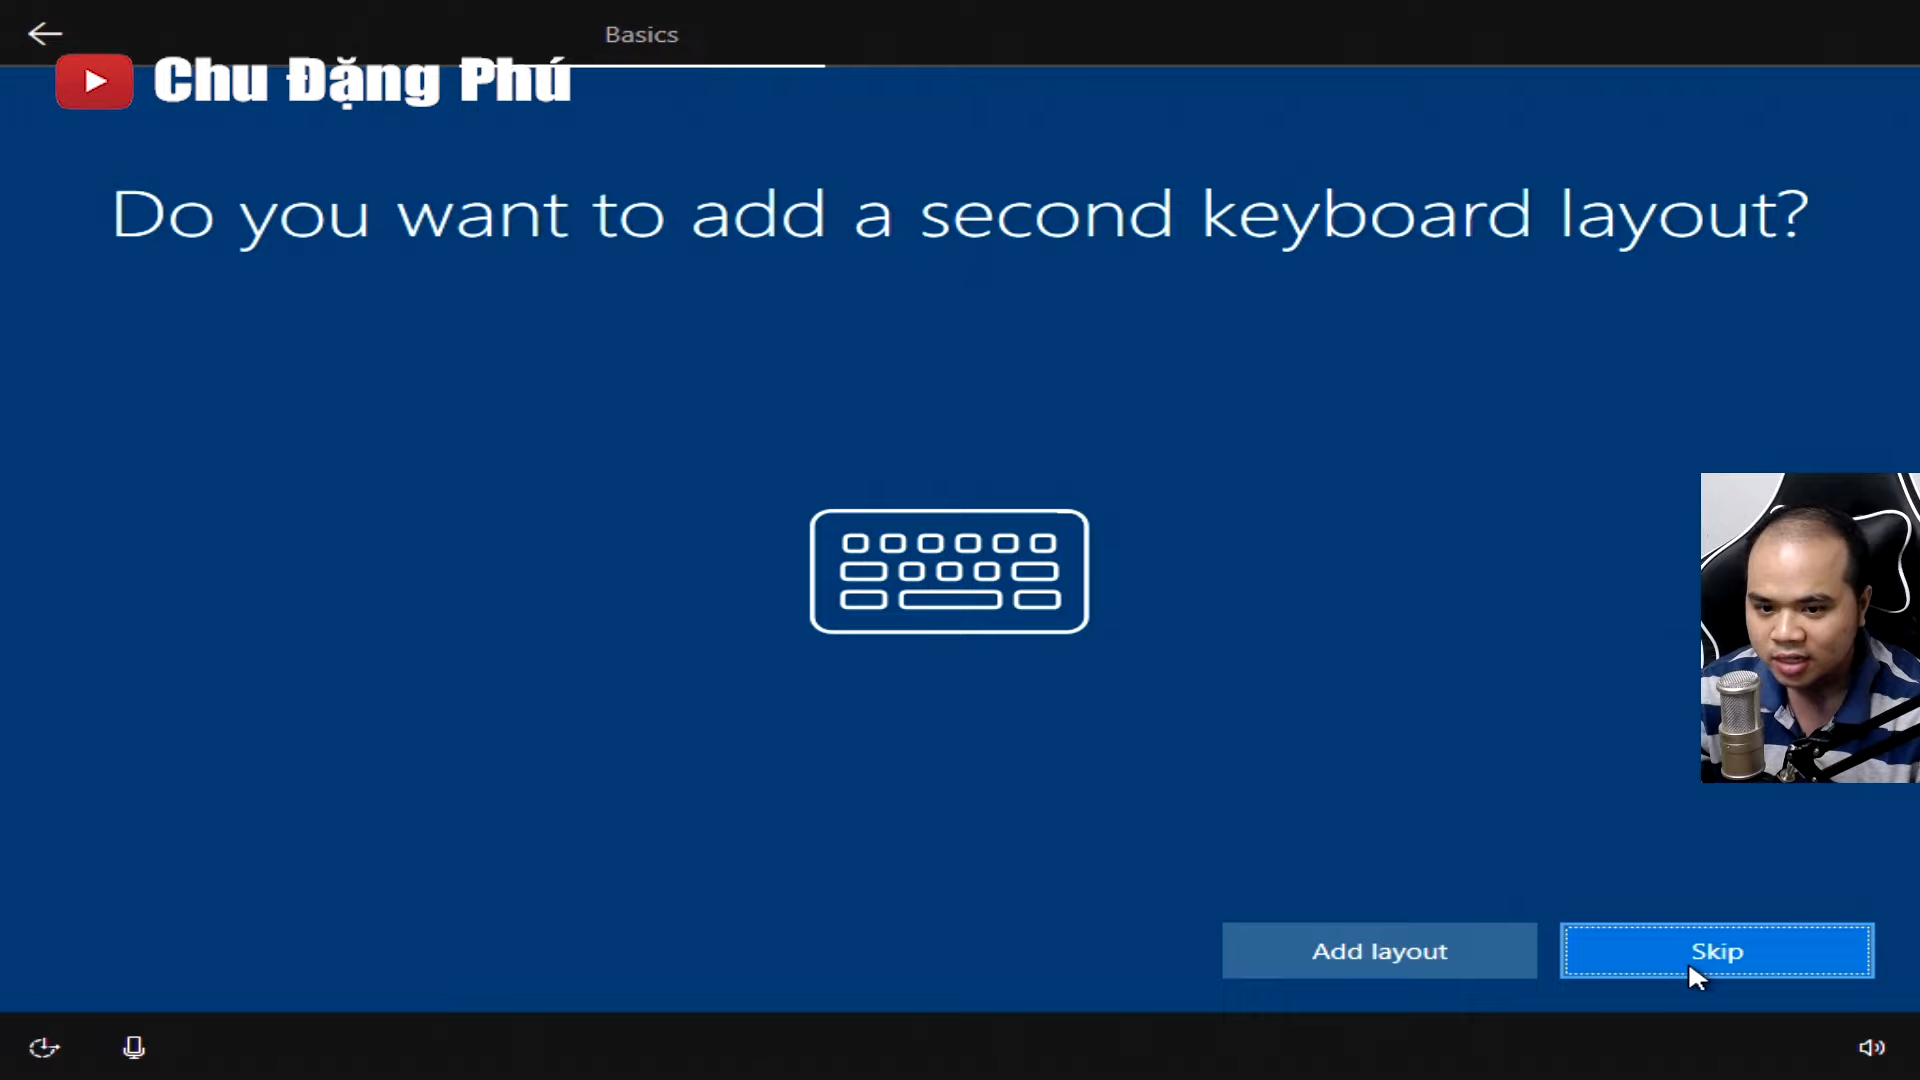 Basics
Chu Đặng Phú
Do you want to add a second keyboard layout?
Add layout
Skip